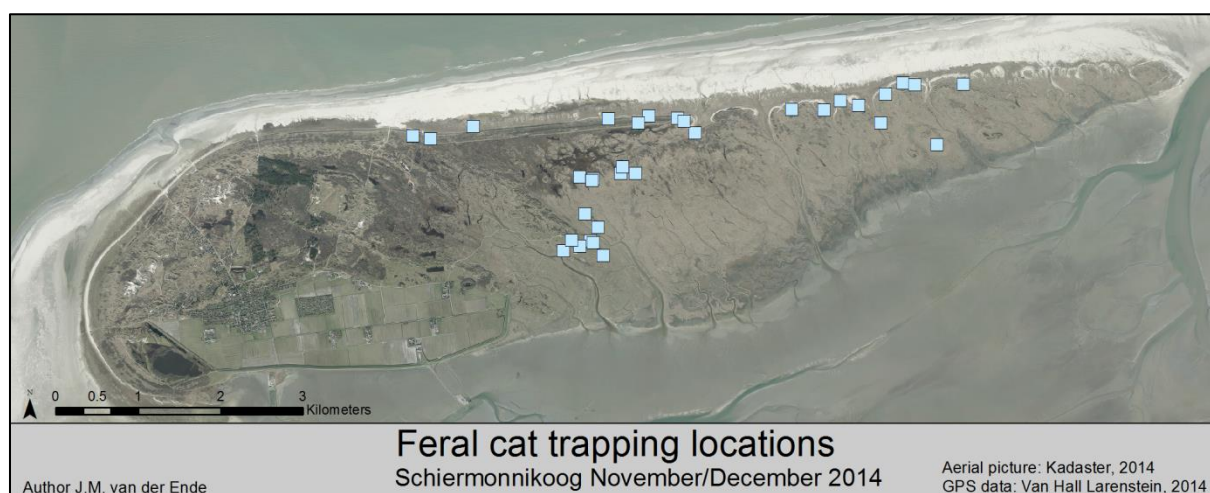 N
0 0.5 1 2 3
Kilometers
Feral cat trapping locations
Schiermonnikoog November/December 2014
Author J.M. van der Ende
Aerial picture: Kadaster, 2014
GPS data: Van Hall Larenstein, 2014